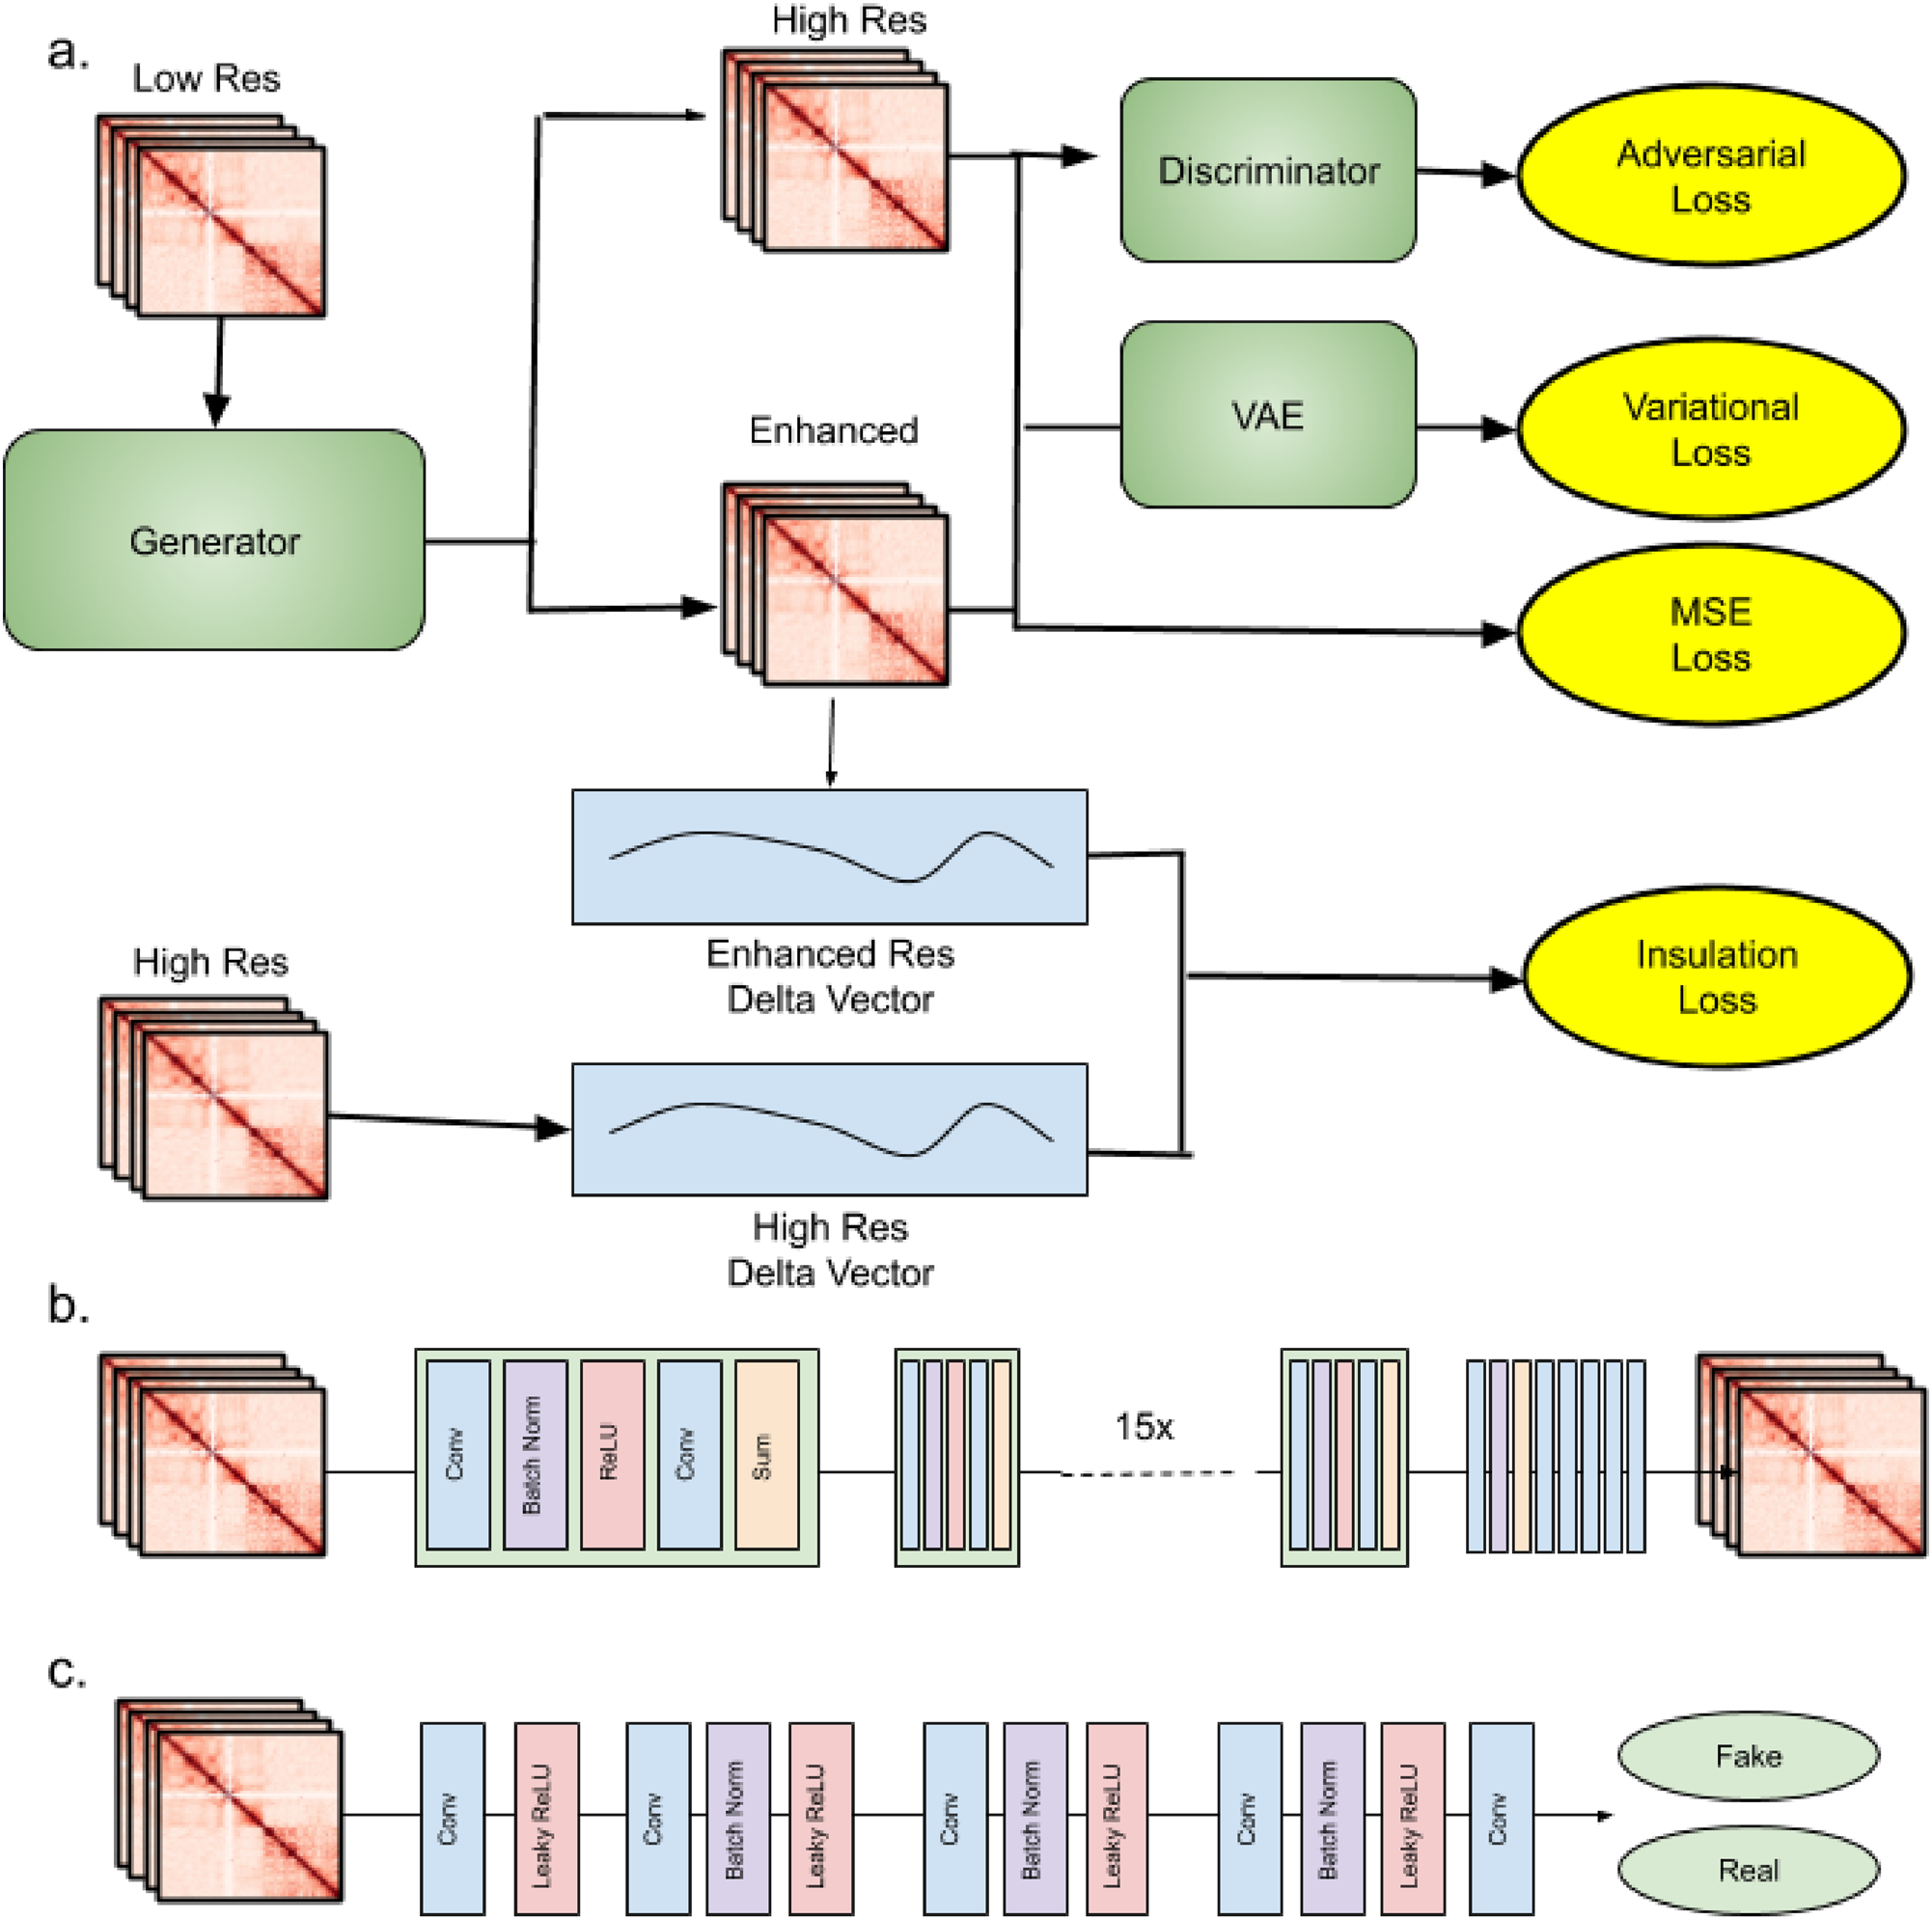 a.
Low Res
High Res
Discriminator
Adversarial
Loss
Enhanced
VAE
Variational
Loss
Generator
MSE
Loss
Enhanced Res
Delta Vector
High Res
Insulation
Loss
High Res
Delta Vector
b.
Conv
Batch Norm
ReLU
Conv
Sum
15x
c.
Conv
Leaky ReLU
Conv
Batch Norm
Leaky ReLU
Conv
Batch Norm
Leaky ReLU
Conv
Batch Norm
Leaky ReLU
Conv
Fake
Real